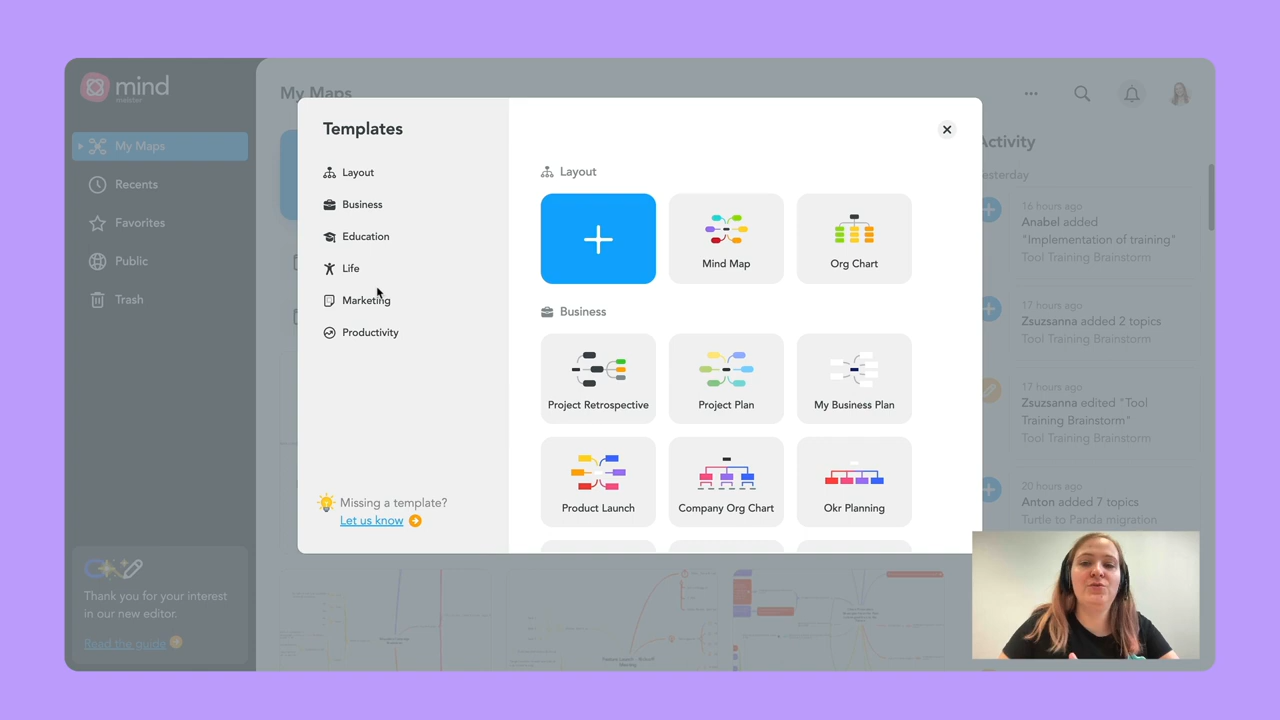 mind
meister
My Maps
Recents
Favorites
Public
Trash
Thank you for your interest
in our new editor.
Read the guide
My Maps
Templates
Layout
Business
Education
Life
Marketing
Productivity
Missing a template?
Let us know
Layout
Mind Map
Org Chart
Business
Project Retrospective
Project Plan
My Business Plan
Product Launch
Company Org Chart
Okr Planning
Activity
Yesterday
16 hours ago
Anabel added
"Implementation of training"
Tool Training Brainstorm
17 hours ago
Zsuzsanna added 2 topics
Tool Training Brainstorm
17 hours ago
Zsuzsanna edited "Tool
Training Brainstorm"
Tool Training Brainstorm
20 hours ago
Anton added 7 topics
Turtle to Panda migration